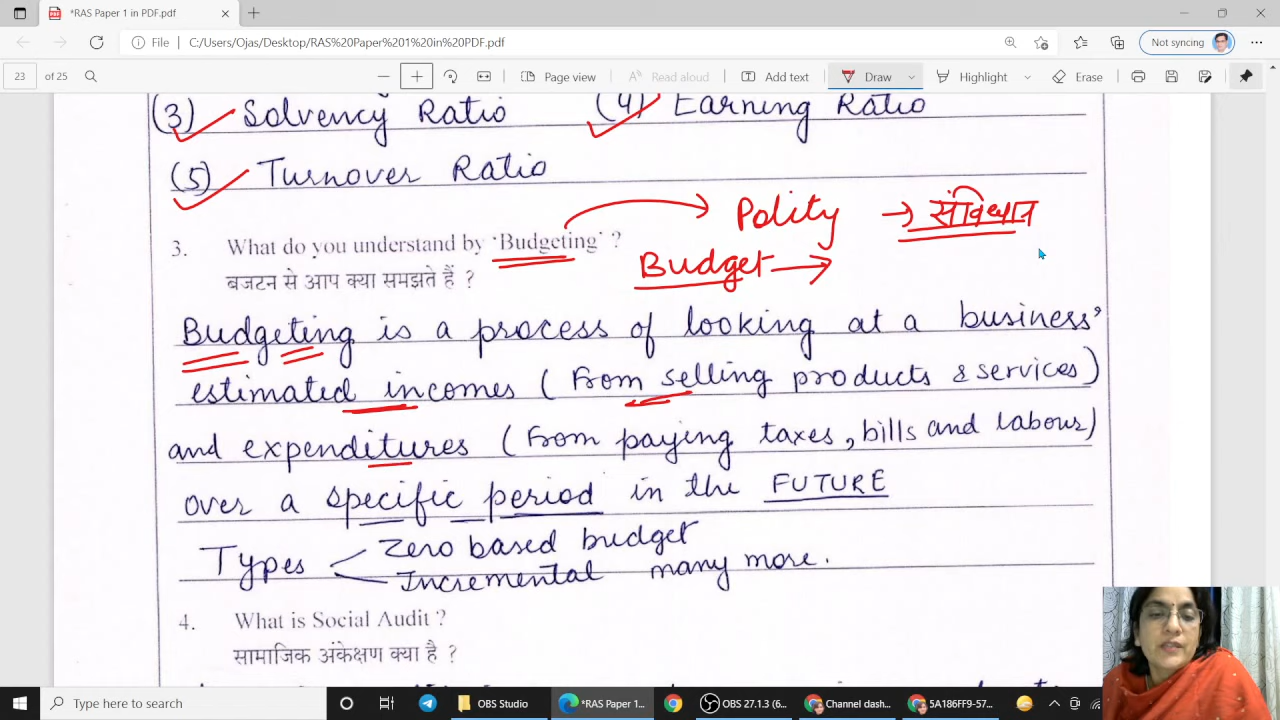 *RAS Paper 1 in PDF.pdf
File C:/Users/Ojas/Desktop/RAS%20Paper%201%20in%20PDF.pdf
Not syncing
23 of 25
Page view
Read aloud
Add text
Draw
Highlight
Erase
(3) Solvency Ratio (4) Earning Ratio
(5) Turnover Ratio
Polity → संविधान
3. What do you understand by 'Budgeting' ?
Budget →
बजटन से आप क्या समझते हैं ?
Budgeting is a process of looking at a business'
estimated incomes (From selling products & services)
and expenditures (From paying taxes, bills and labour)
over a specific period in the FUTURE
Types Zero based budget
Incremental many more.
4. What is Social Audit ?
सामाजिक अंकेक्षण क्या है ?
Type here to search
OBS Studio
*RAS Paper 1...
OBS 27.1.3 (6...
Channel dash...
5A186FF9-57...